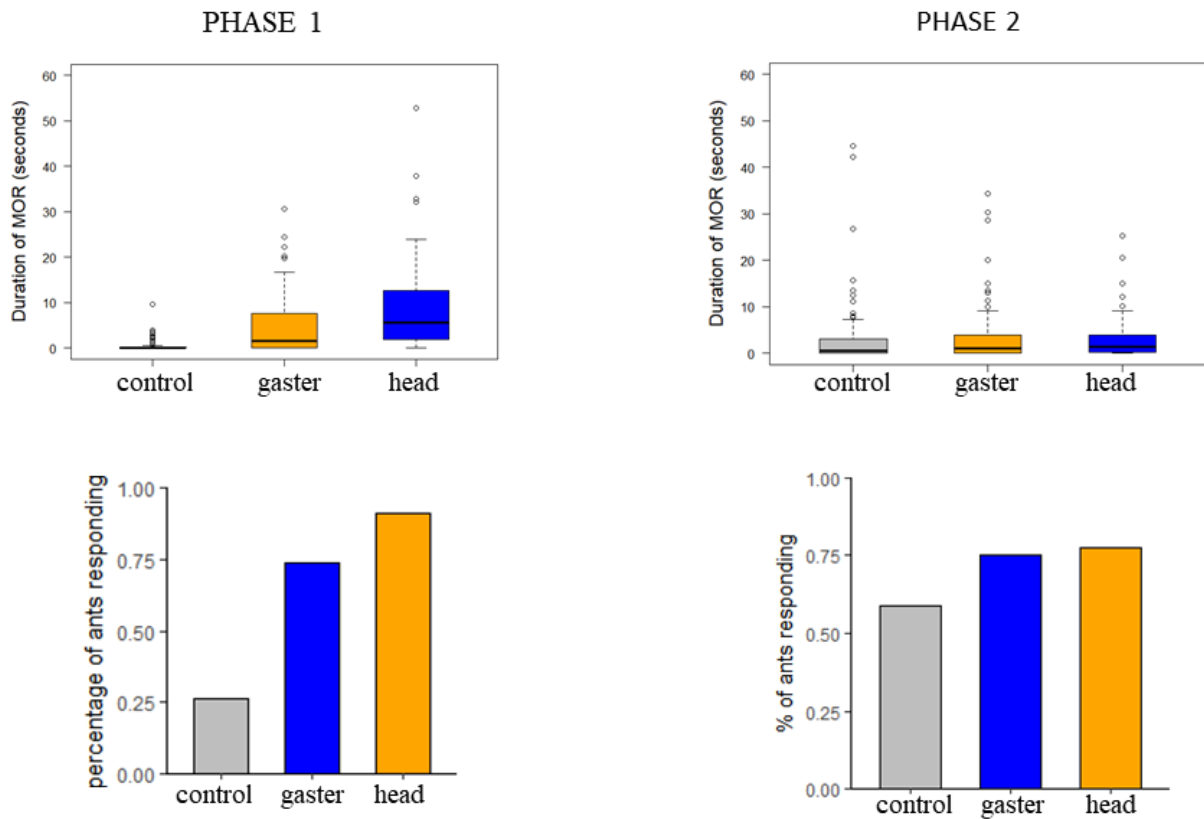 PHASE 1
PHASE 2
Duration of MOR (seconds)
60
50
40
30
20
10
0
control gaster head
Duration of MOR (seconds)
60
50
40
30
20
10
0
control gaster head
percentage of ants responding
1.00
0.75
0.50
0.25
0.00
control gaster head
% of ants responding
1.00
0.75
0.50
0.25
0.00
control gaster head